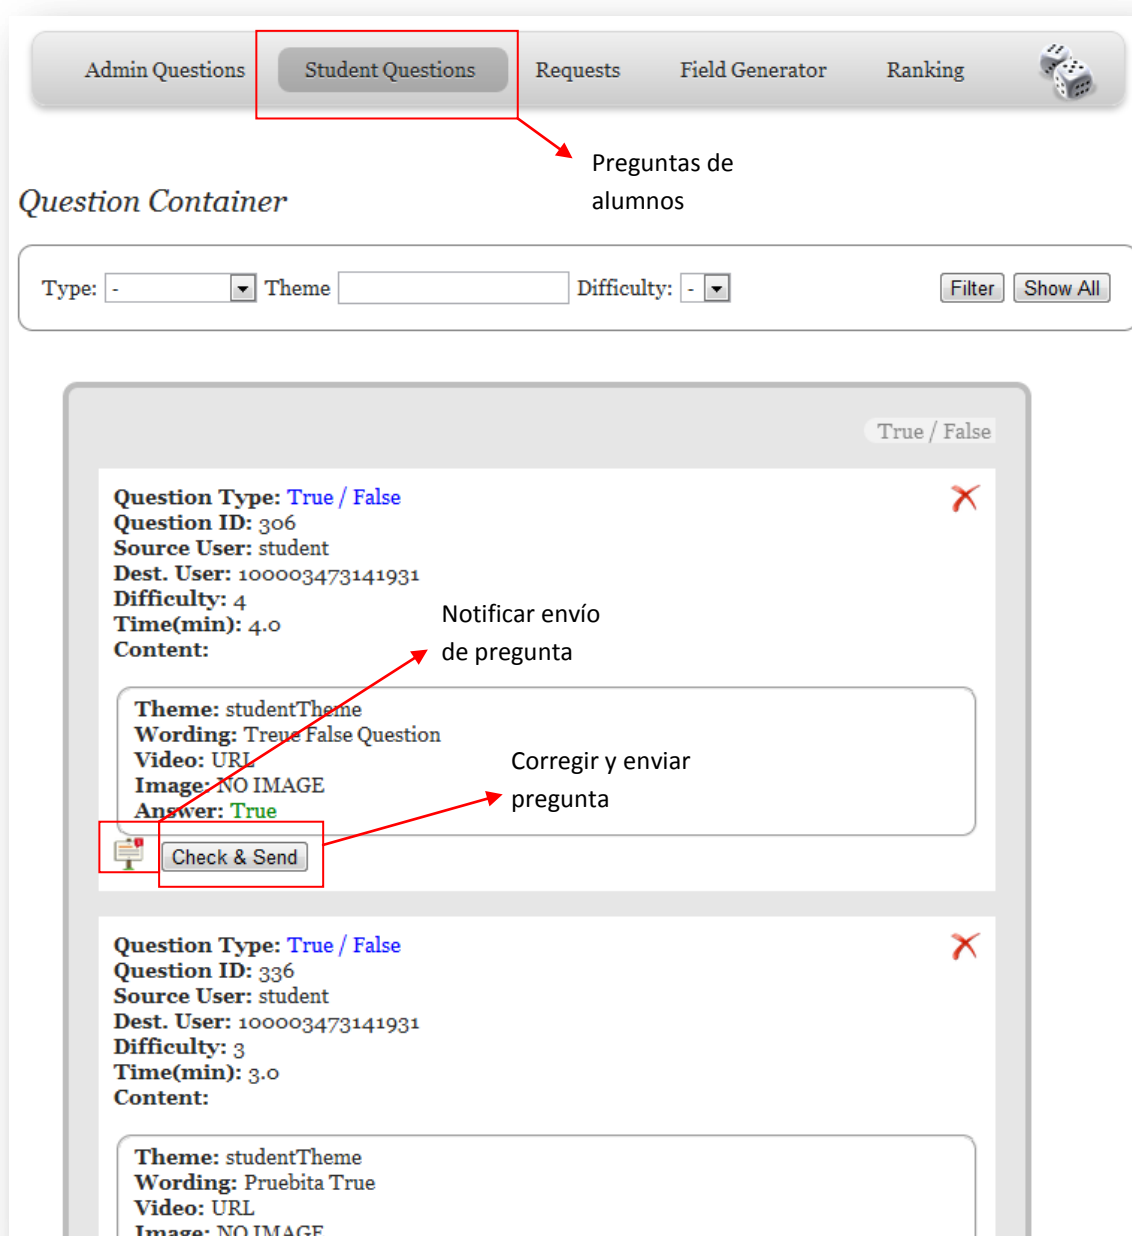 Admin Questions Student Questions Requests Field Generator Ranking
Preguntas de
alumnos
Question Container
Type: - Theme Difficulty: - Filter Show All
True / False
Question Type: True / False
Question ID: 306
Source User: student
Dest. User: 100003473141931
Difficulty: 4
Time(min): 4.0
Content:
Notificar envío
de pregunta
Theme: studentTheme
Wording: Treue False Question
Video: URL
Image: NO IMAGE
Answer: True
Corregir y enviar
pregunta
Check & Send
Question Type: True / False
Question ID: 336
Source User: student
Dest. User: 100003473141931
Difficulty: 3
Time(min): 3.0
Content:
Theme: studentTheme
Wording: Pruebita True
Video: URL
Image: NO IMAGE